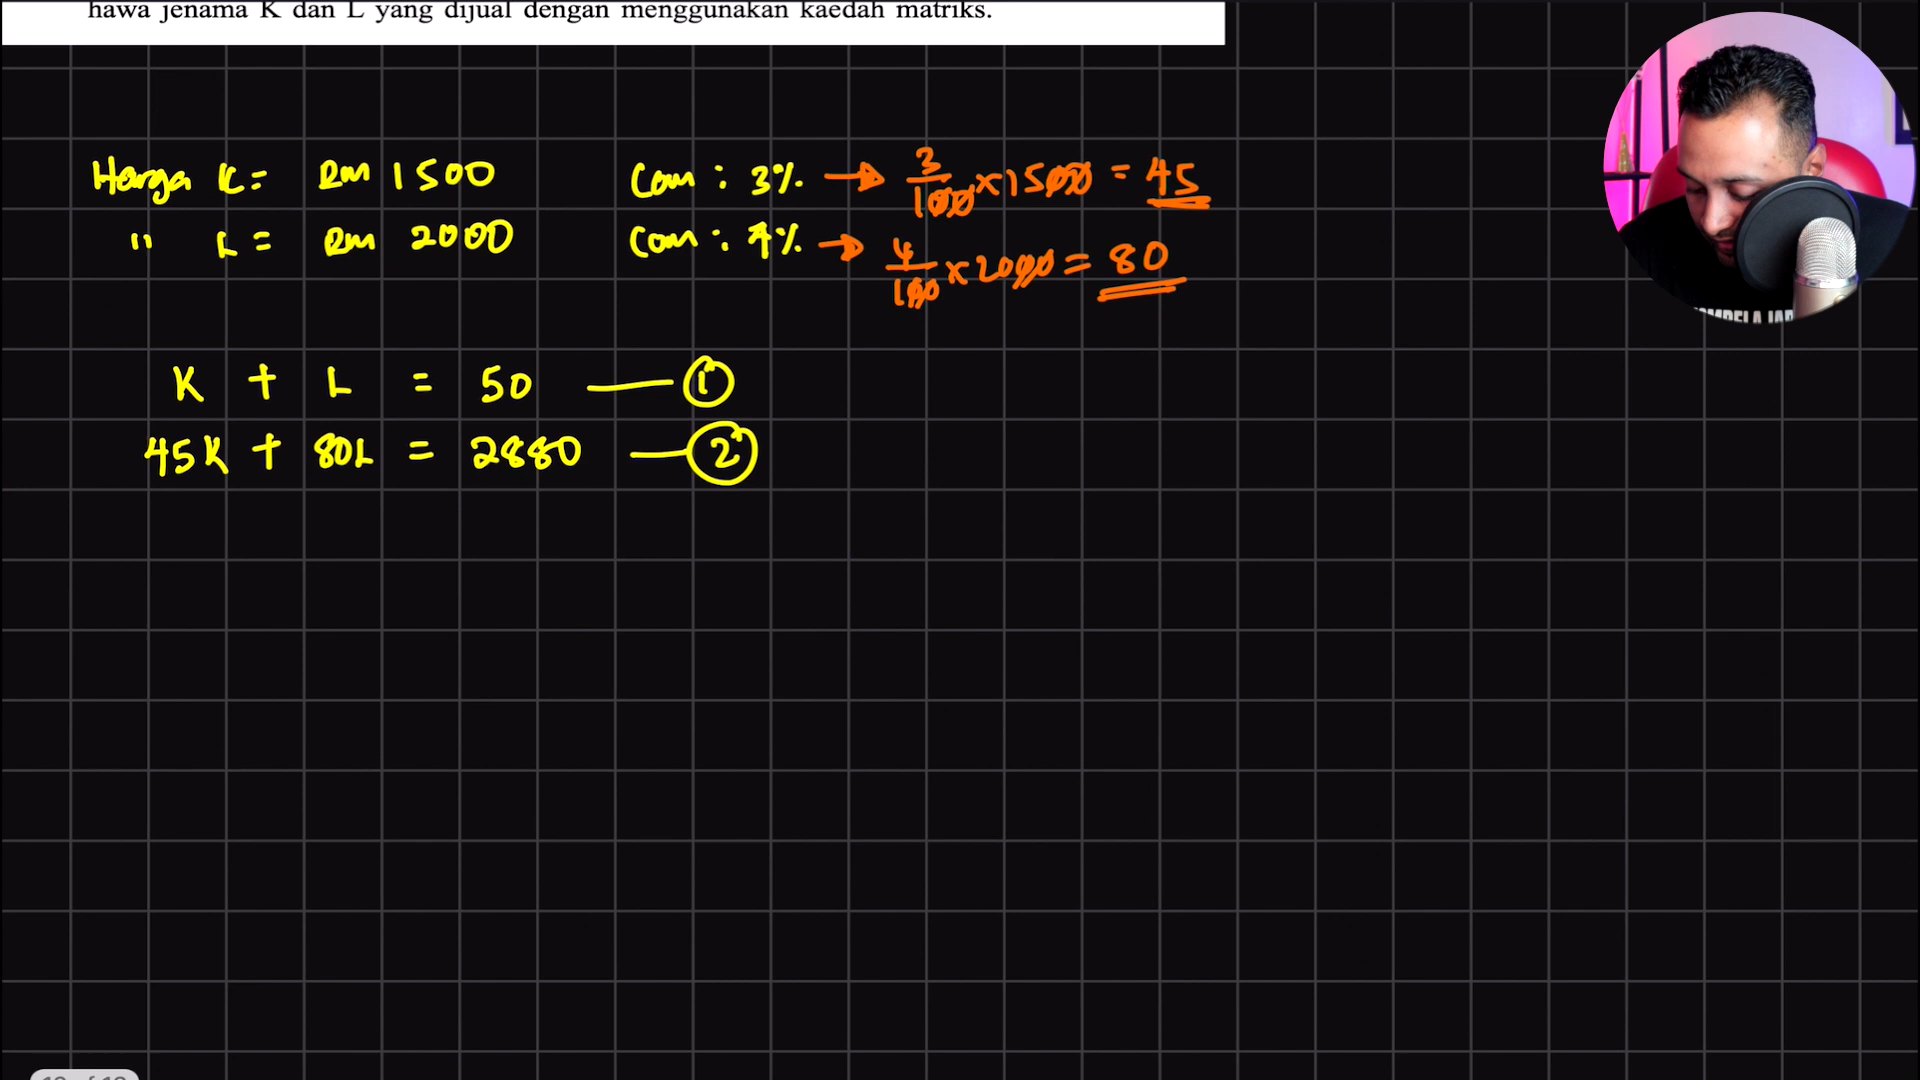 hawa jenama K dan L yang dijual dengan menggunakan kaedah matriks.
Harga K = RM 1500 Com : 3% → 3/100 × 1500 = 45
" L = RM 2000 Com : 4% → 4/100 × 2000 = 80
K + L = 50 — 1
45K + 80L = 2880 — 2